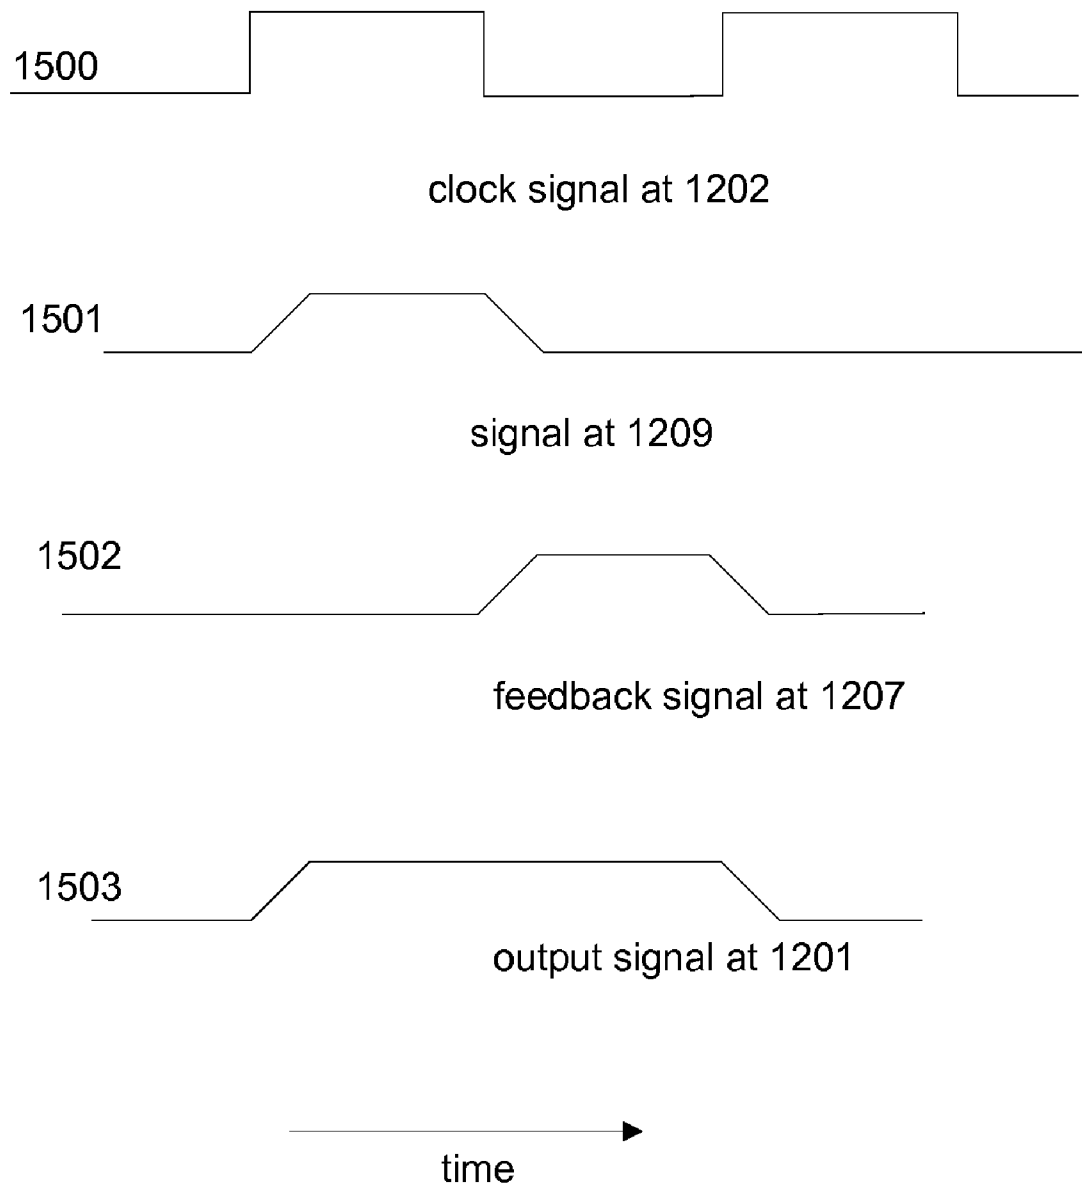 1500
clock signal at 1202
1501
signal at 1209
1502
feedback signal at 1207
1503
output signal at 1201
time